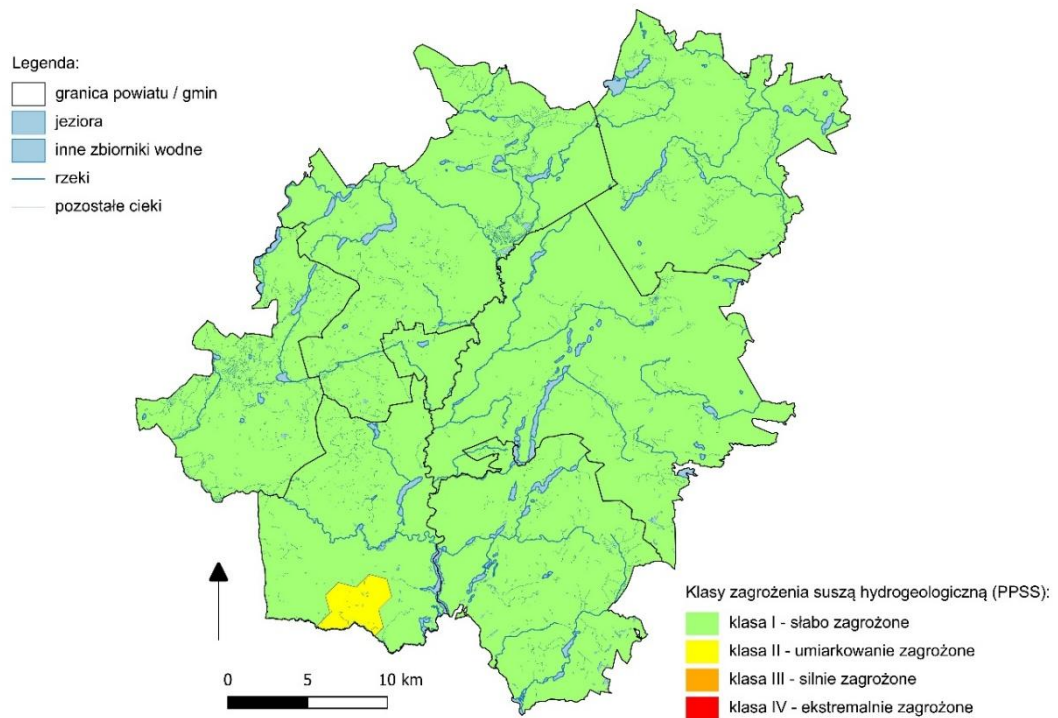 Legenda:
granica powiatu / gmin
jeziora
inne zbiorniki wodne
rzeki
pozostałe cieki
0 5 10 km
Klasy zagrożenia suszą hydrogeologiczną (PPSS):
klasa I - słabo zagrożone
klasa II - umiarkowanie zagrożone
klasa III - silnie zagrożone
klasa IV - ekstremalnie zagrożone